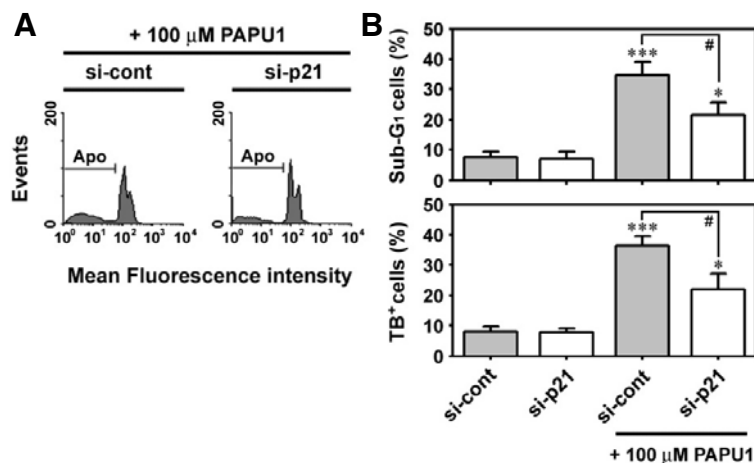 A
+ 100 μM PAPU1
si-cont si-p21
200
Apo
Events
0
10⁰ 10¹ 10² 10³ 10⁴
200
Apo
0
10⁰ 10¹ 10² 10³ 10⁴
Mean Fluorescence intensity
B
Sub-G₁ cells (%)
50
40
30
20
10
0
***
#
*
TB⁺ cells (%)
50
40
30
20
10
0
***
#
*
si-cont si-p21 si-cont si-p21
+ 100 μM PAPU1